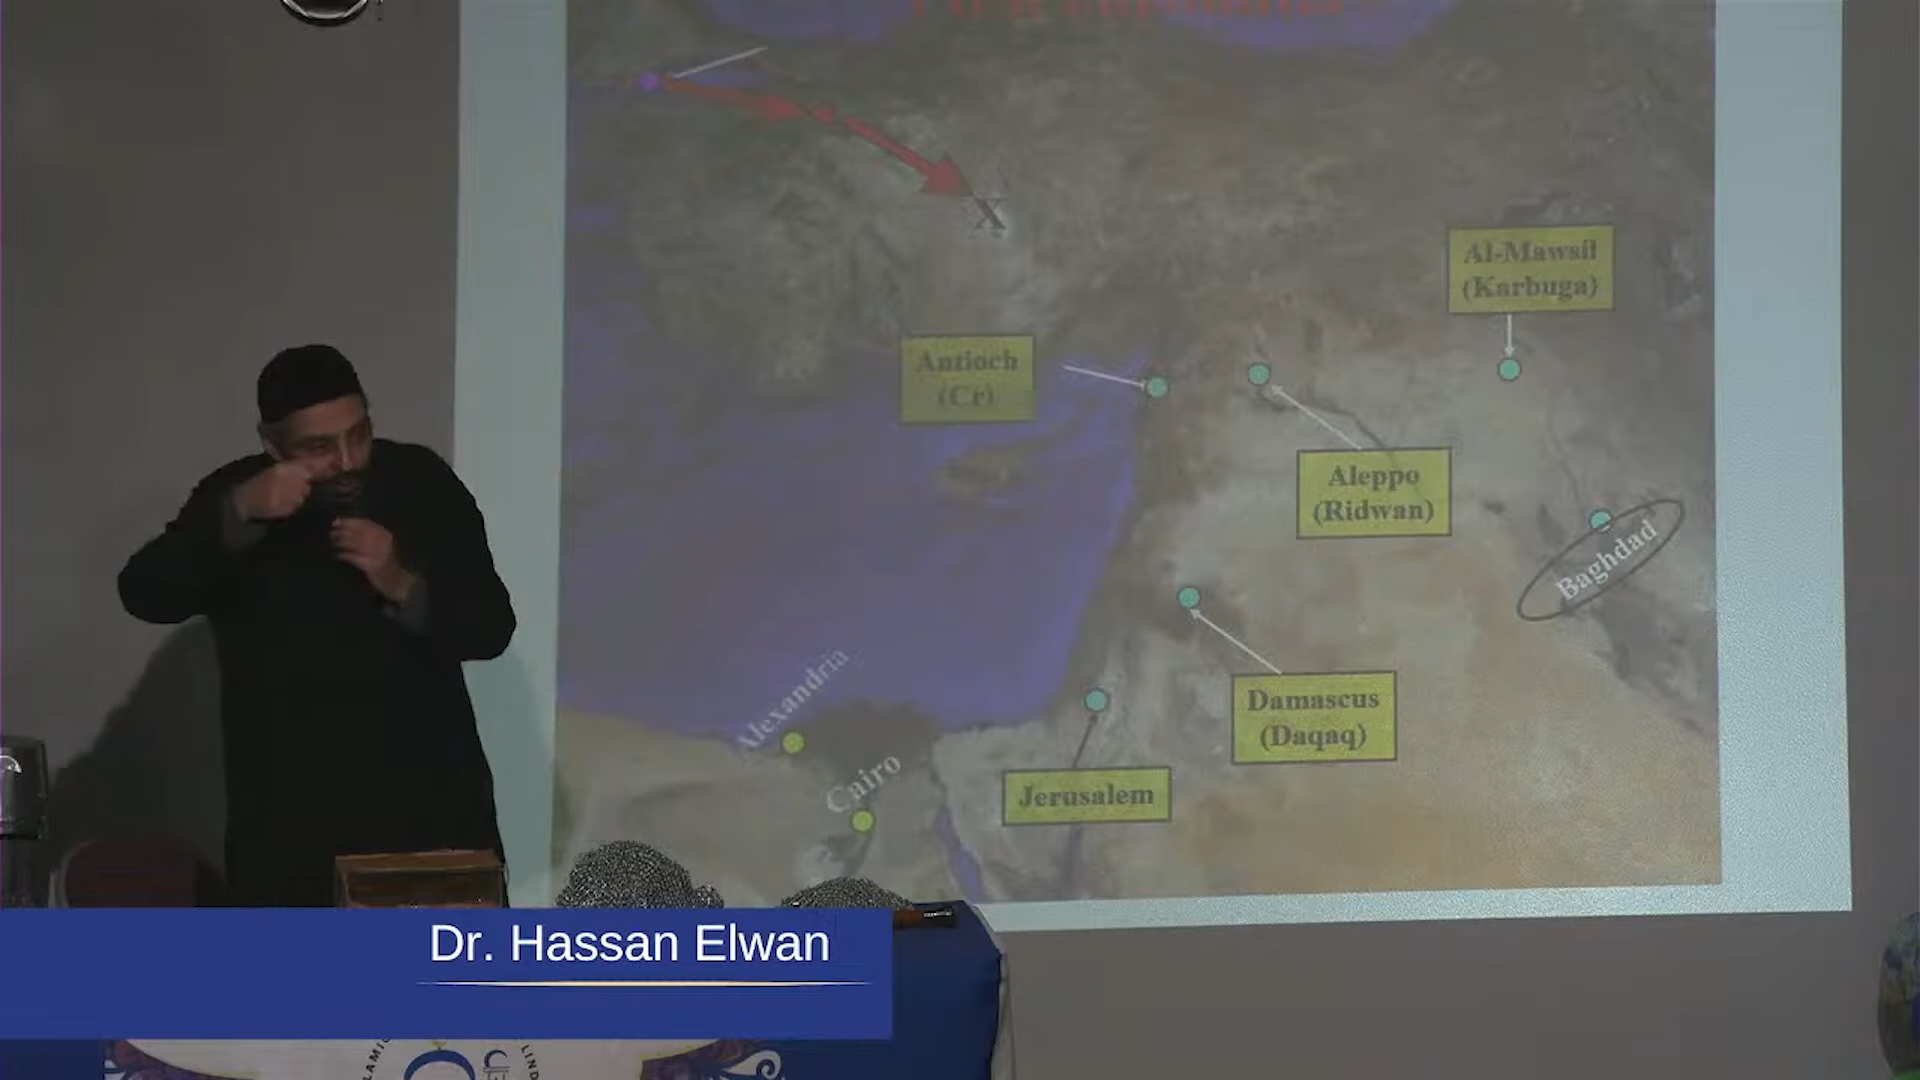 X
Al-Mawsil
(Karbuga)
Antioch
(Cr)
Aleppo
(Ridwan)
Baghdad
Damascus
(Daqaq)
Alexandria
Cairo
Jerusalem
Dr. Hassan Elwan